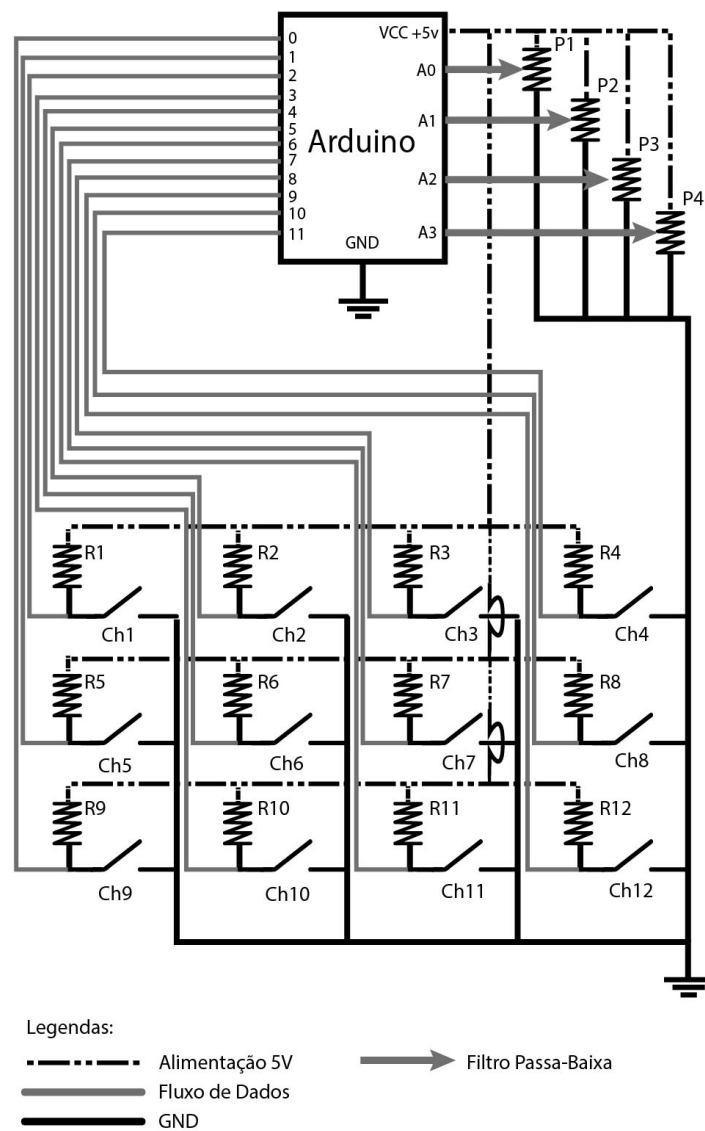 0
1
2
3
4
5
6
7
8
9
10
11
Arduino
VCC +5v
A0
A1
A2
A3
GND
P1
P2
P3
P4
R1
R2
R3
R4
Ch1
Ch2
Ch3
Ch4
R5
R6
R7
R8
Ch5
Ch6
Ch7
Ch8
R9
R10
R11
R12
Ch9
Ch10
Ch11
Ch12
Legendas:
Alimentação 5V
Filtro Passa-Baixa
Fluxo de Dados
GND